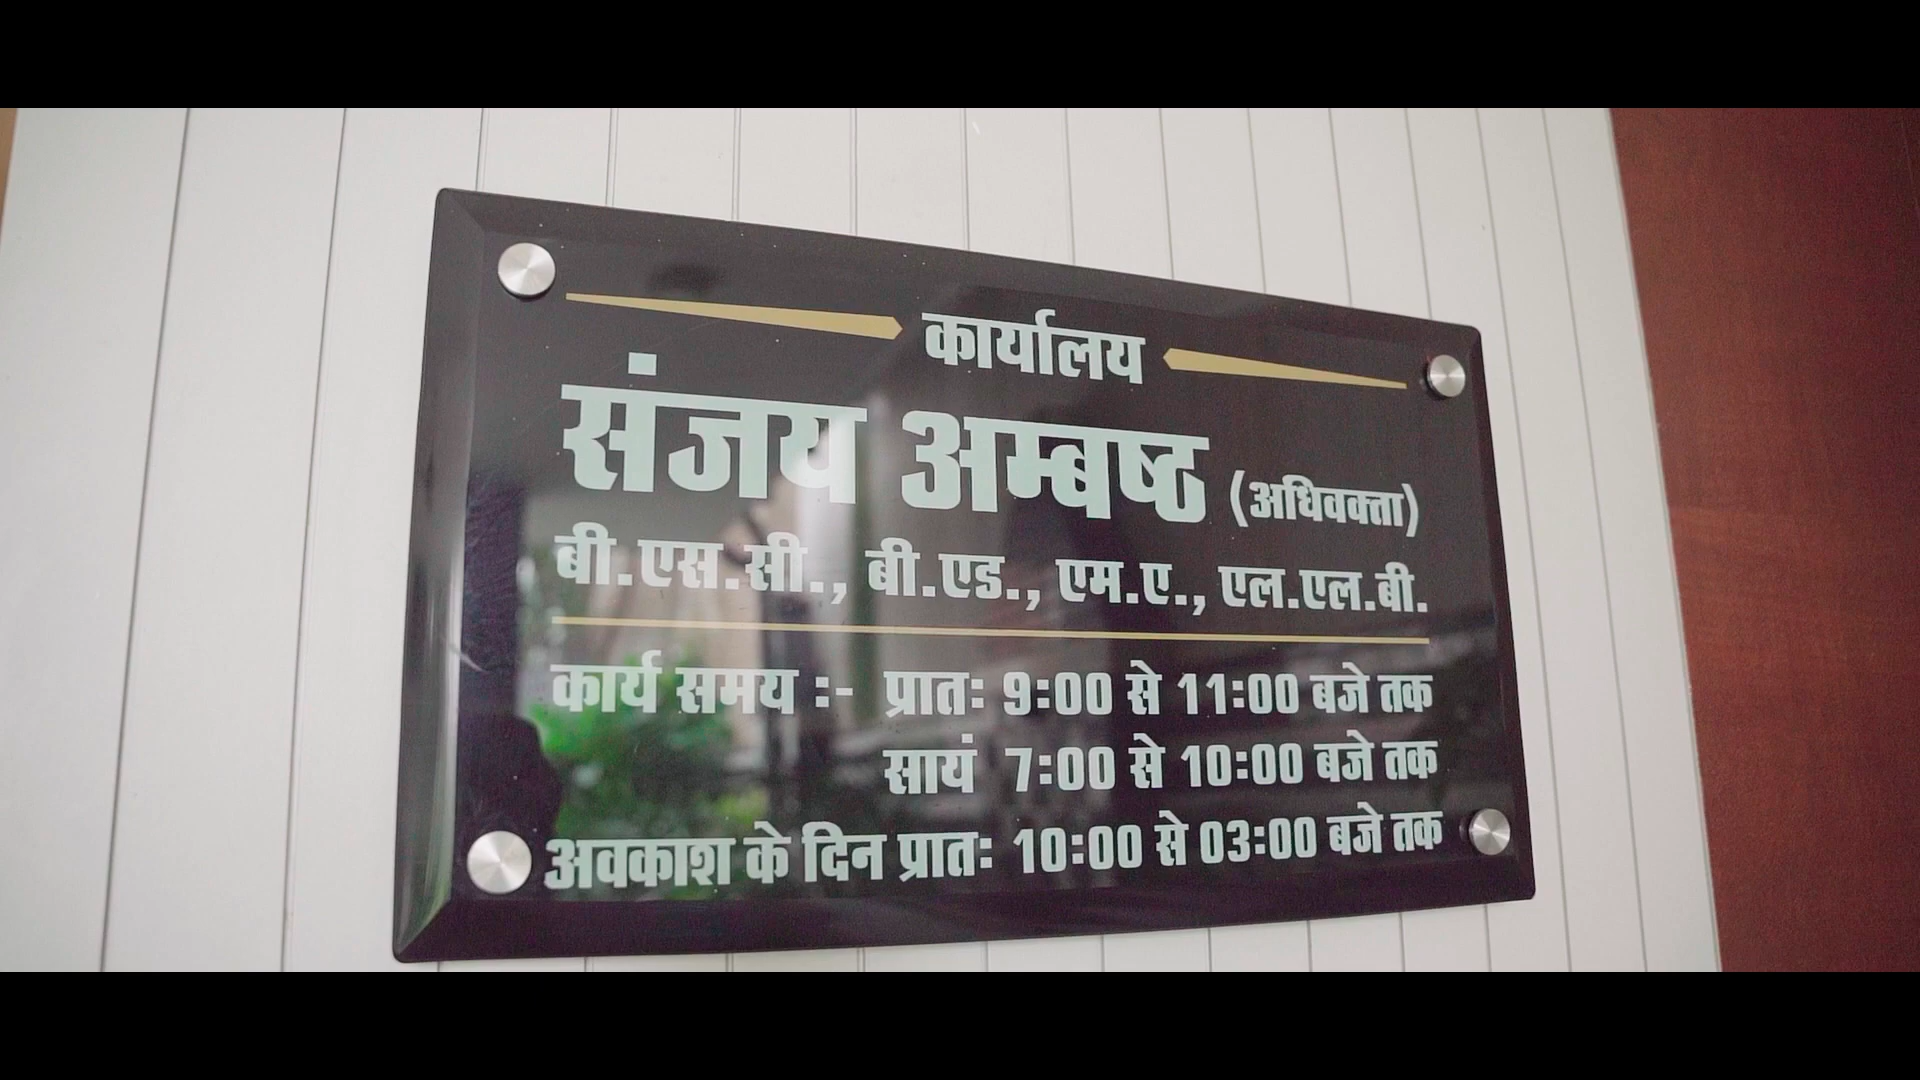 कार्यालय
संजय अम्बष्ठ (अधिवक्ता)
बी.एस.सी., बी.एड., एम.ए., एल.एल.बी.
कार्य समय :- प्रातः 9:00 से 11:00 बजे तक
सायं 7:00 से 10:00 बजे तक
अवकाश के दिन प्रातः 10:00 से 03:00 बजे तक